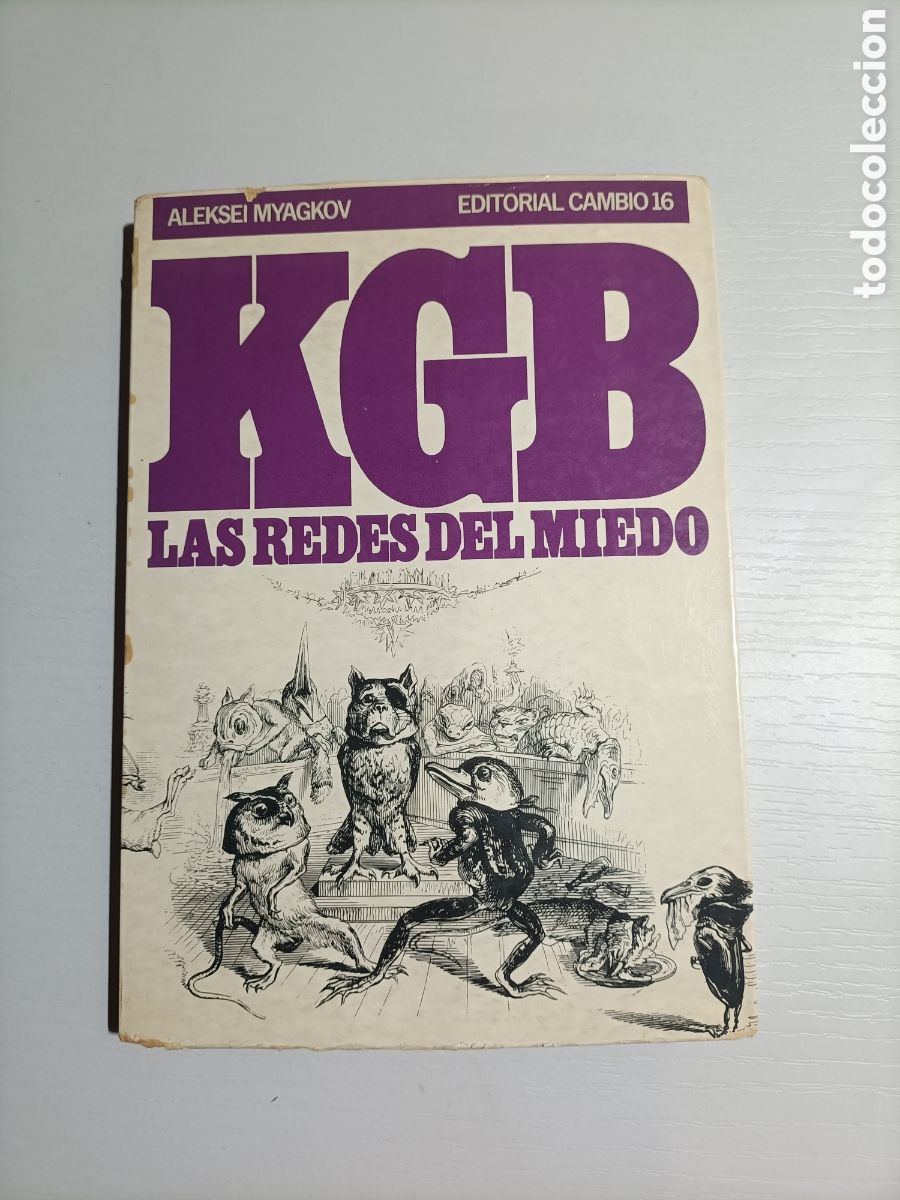 ALEKSEI MYAGKOV EDITORIAL CAMBIO 16
KGB
LAS REDES DEL MIEDO
todocoleccion